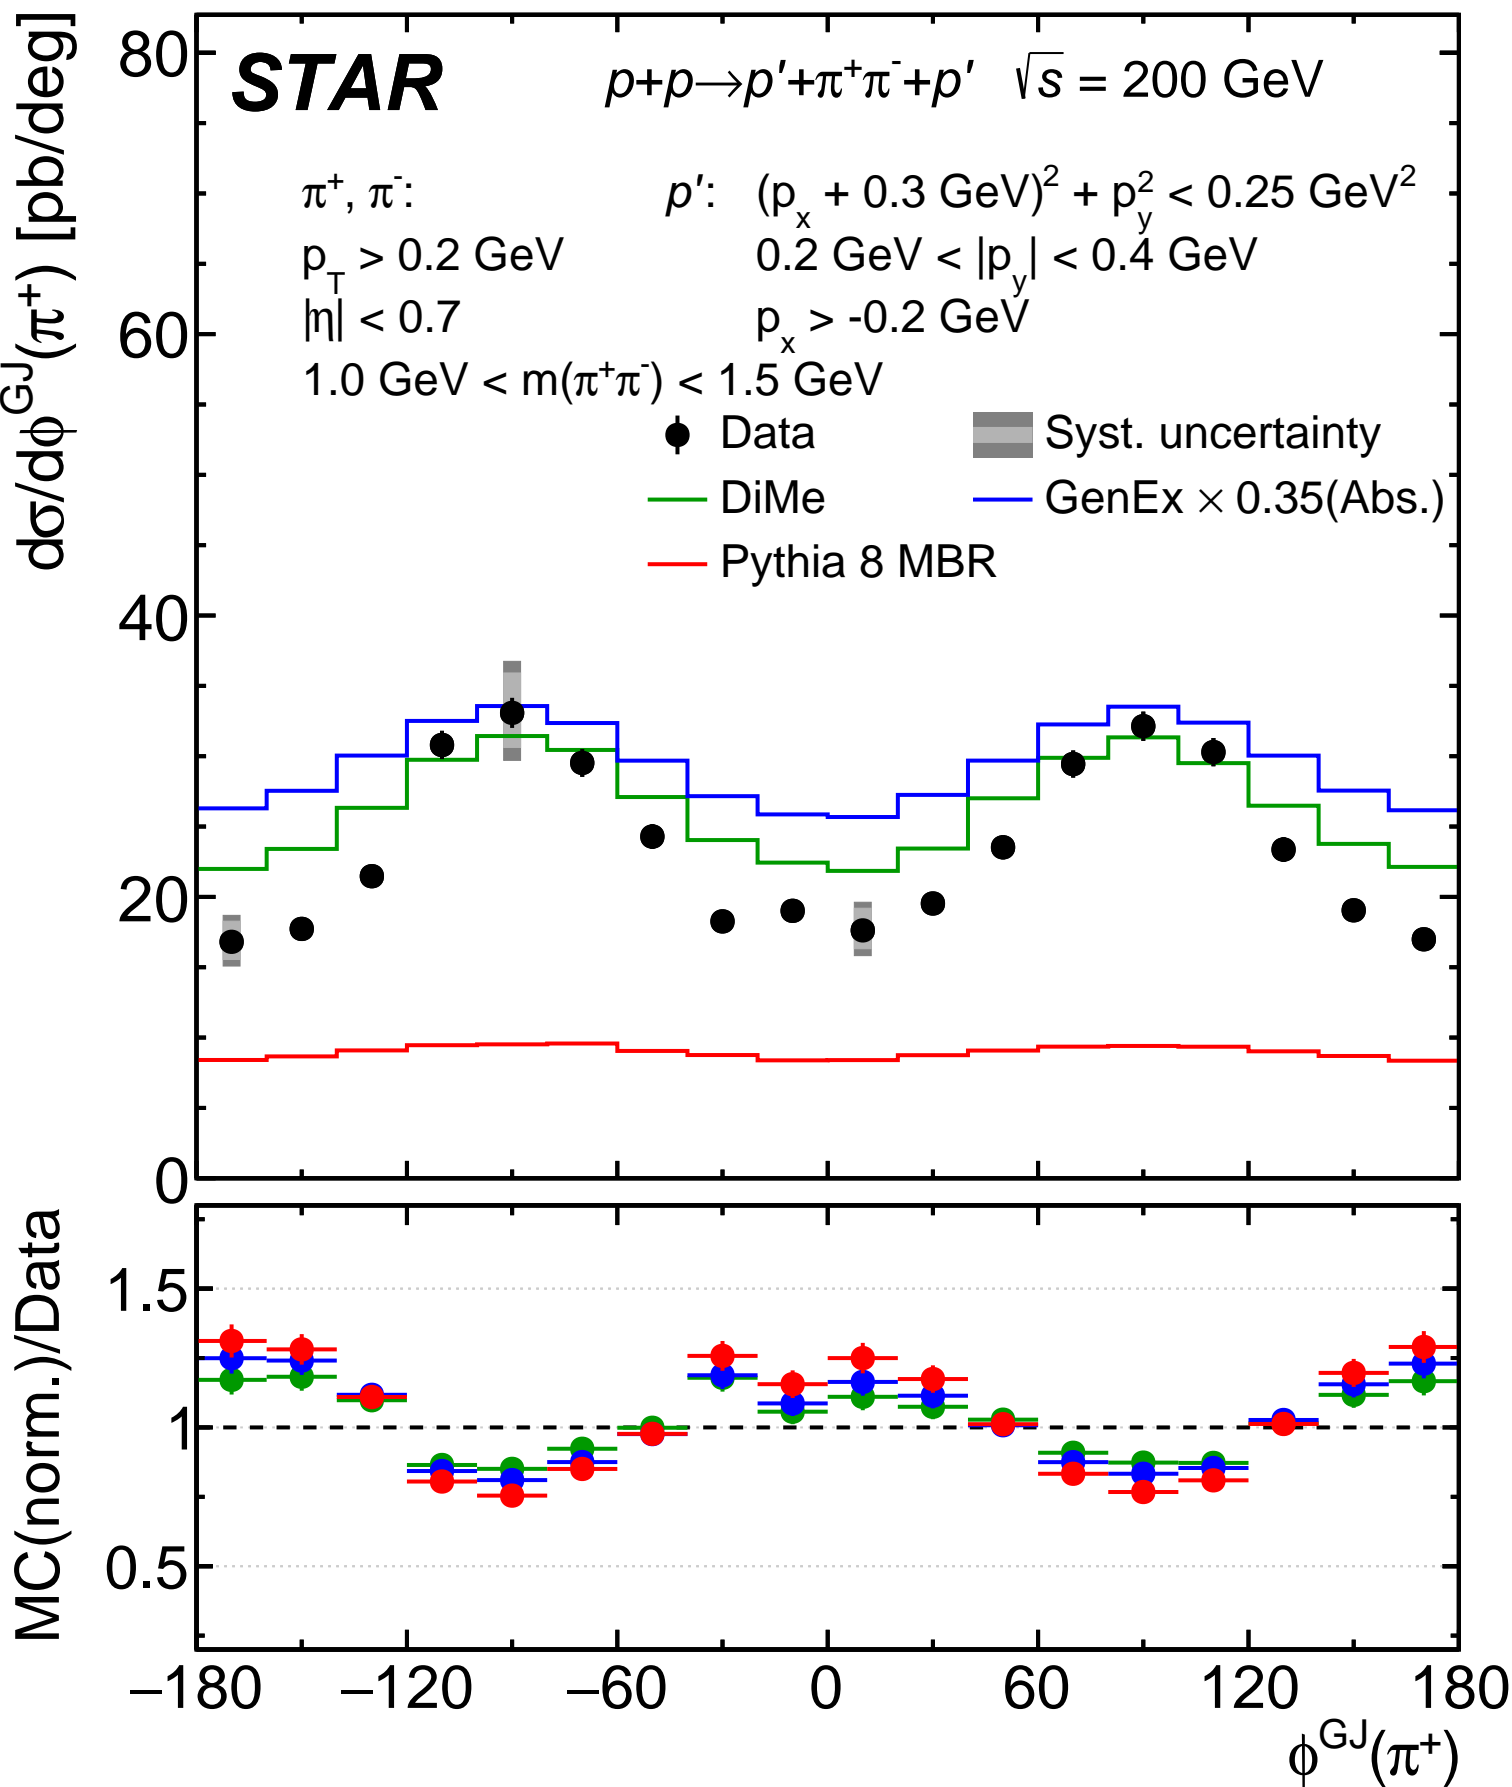 STAR p+p→p′+π⁺π⁻+p′ √s = 200 GeV
π⁺, π⁻: p′: (pₓ + 0.3 GeV)² + p_y² < 0.25 GeV²
p_T > 0.2 GeV 0.2 GeV < |p_y| < 0.4 GeV
|η| < 0.7 pₓ > -0.2 GeV
1.0 GeV < m(π⁺π⁻) < 1.5 GeV
Data Syst. uncertainty
DiMe GenEx × 0.35(Abs.)
Pythia 8 MBR
dσ/dϕ^GJ(π⁺) [pb/deg]
80
60
40
20
0
MC(norm.)/Data
1.5
1
0.5
−180 −120 −60 0 60 120 180
ϕ^GJ(π⁺)